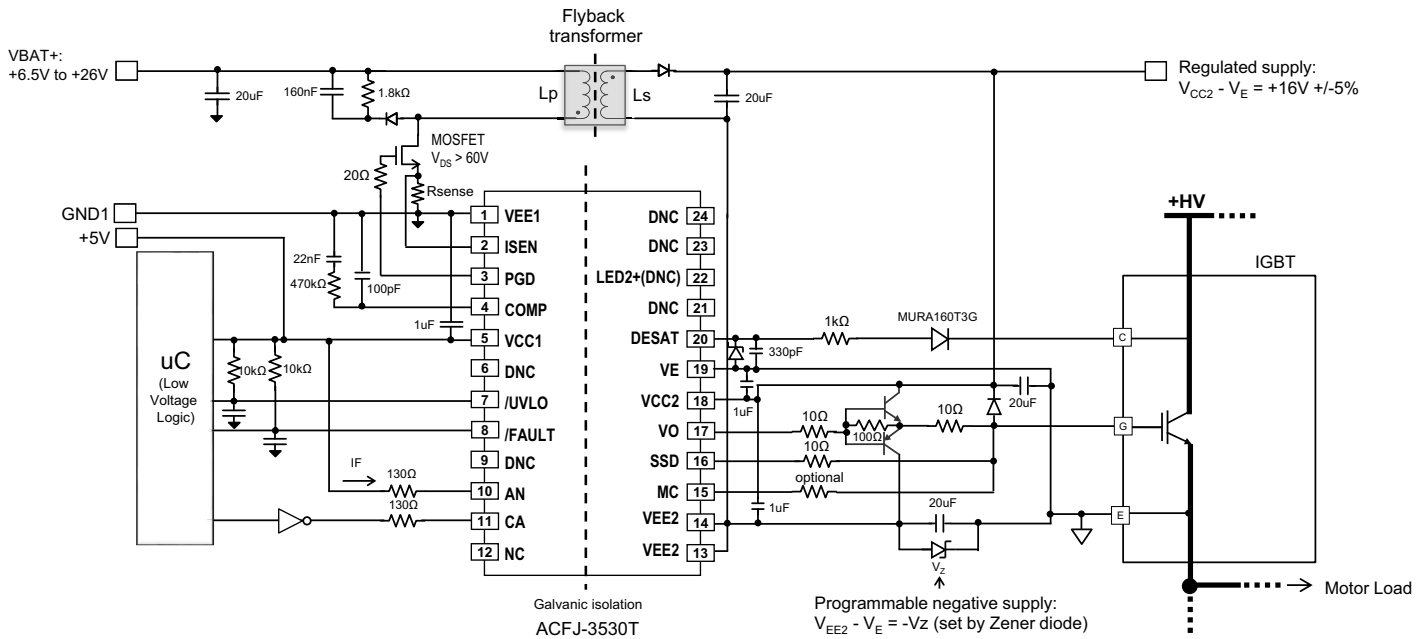 Flyback
transformer
VBAT+:
+6.5V to +26V
20uF
160nF
1.8kΩ
Lp
Ls
20uF
Regulated supply:
VCC2 - VE = +16V +/-5%
MOSFET
VDS > 60V
20Ω
Rsense
GND1
+5V
22nF
470kΩ
100pF
1uF
uC
(Low
Voltage
Logic)
10kΩ
10kΩ
IF
130Ω
130Ω
1 VEE1
2 ISEN
3 PGD
4 COMP
5 VCC1
6 DNC
7 /UVLO
8 /FAULT
9 DNC
10 AN
11 CA
12 NC
DNC 24
DNC 23
LED2+(DNC) 22
DNC 21
DESAT 20
VE 19
VCC2 18
VO 17
SSD 16
MC 15
VEE2 14
VEE2 13
330pF
1kΩ
MURA160T3G
1uF
20uF
10Ω
100Ω
10Ω
10Ω
optional
1uF
20uF
VZ
+HV
IGBT
C
G
E
Motor Load
Galvanic isolation
ACFJ-3530T
Programmable negative supply:
VEE2 - VE = -Vz (set by Zener diode)